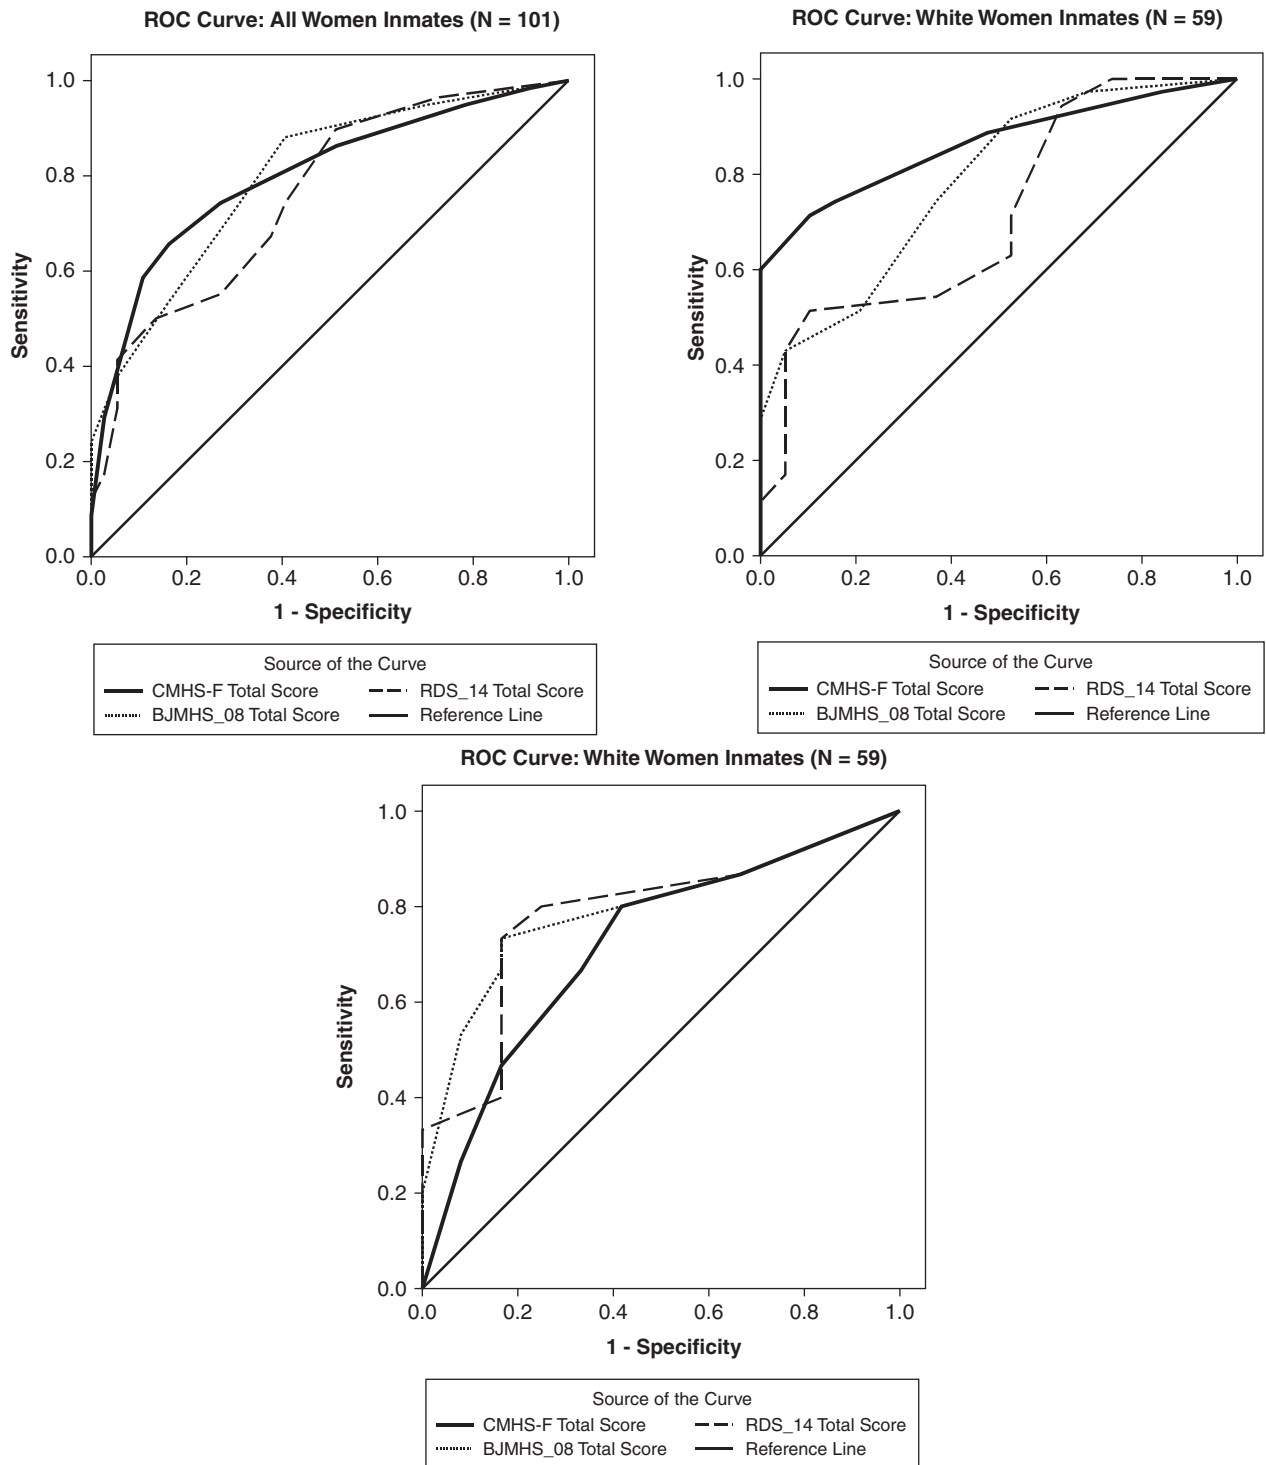 ROC Curve: All Women Inmates (N = 101)
1.0
0.8
0.6
0.4
0.2
0.0
Sensitivity
0.0 0.2 0.4 0.6 0.8 1.0
1 - Specificity
Source of the Curve
CMHS-F Total Score RDS_14 Total Score
BJMHS_08 Total Score Reference Line
ROC Curve: White Women Inmates (N = 59)
1.0
0.8
0.6
0.4
0.2
0.0
Sensitivity
0.0 0.2 0.4 0.6 0.8 1.0
1 - Specificity
Source of the Curve
CMHS-F Total Score RDS_14 Total Score
BJMHS_08 Total Score Reference Line
ROC Curve: White Women Inmates (N = 59)
1.0
0.8
0.6
0.4
0.2
0.0
Sensitivity
0.0 0.2 0.4 0.6 0.8 1.0
1 - Specificity
Source of the Curve
CMHS-F Total Score RDS_14 Total Score
BJMHS_08 Total Score Reference Line